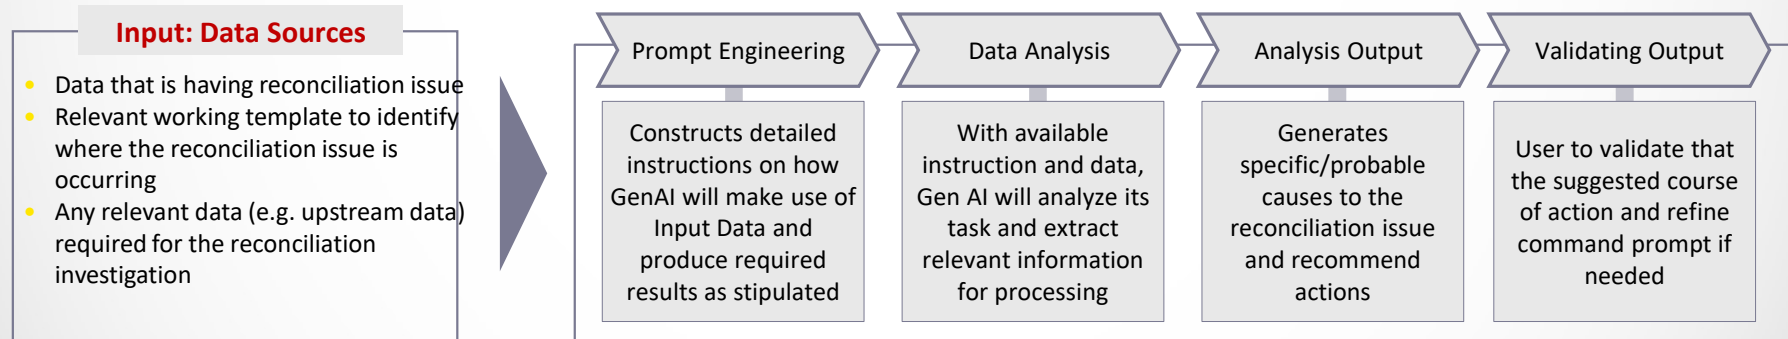 Input: Data Sources
• Data that is having reconciliation issue
• Relevant working template to identify
where the reconciliation issue is
occurring
• Any relevant data (e.g. upstream data)
required for the reconciliation
investigation
Prompt Engineering
Constructs detailed
instructions on how
GenAI will make use of
Input Data and
produce required
results as stipulated
Data Analysis
With available
instruction and data,
Gen AI will analyze its
task and extract
relevant information
for processing
Analysis Output
Generates
specific/probable
causes to the
reconciliation issue
and recommend
actions
Validating Output
User to validate that
the suggested course
of action and refine
command prompt if
needed